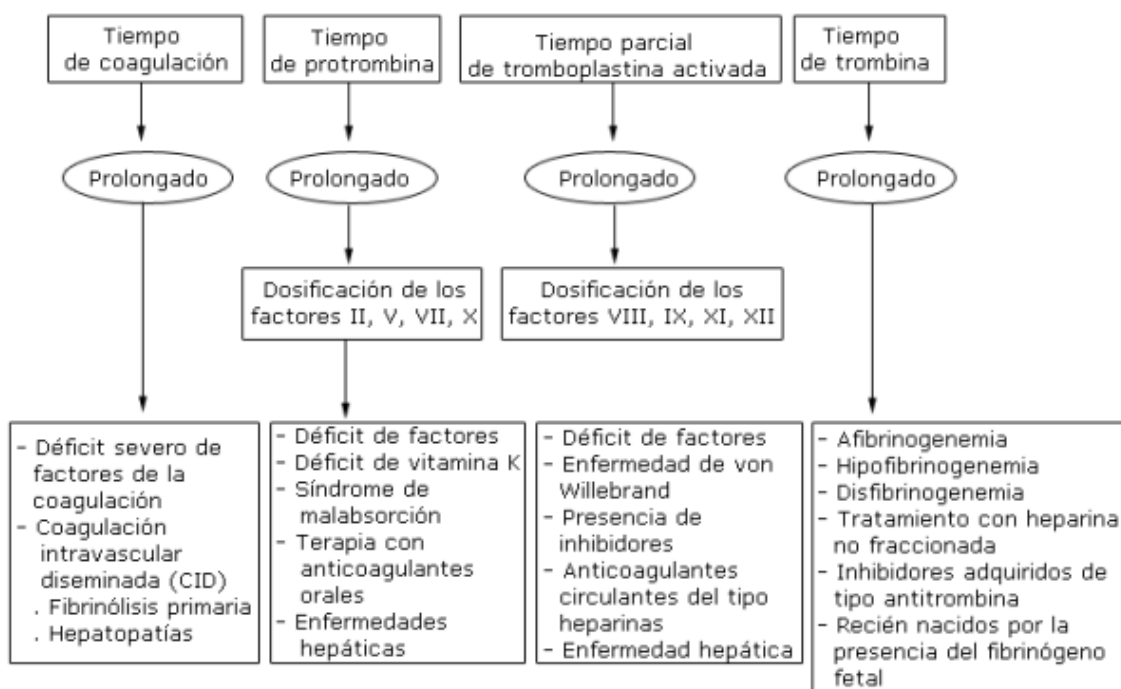 Tiempo
de coagulación
Tiempo
de protrombina
Tiempo parcial
de tromboplastina activada
Tiempo
de trombina
Prolongado
Prolongado
Prolongado
Prolongado
Dosificación de los
factores II, V, VII, X
Dosificación de los
factores VIII, IX, XI, XII
- Déficit severo de
factores de la
coagulación
- Coagulación
intravascular
diseminada (CID)
. Fibrinólisis primaria
. Hepatopatías
- Déficit de factores
- Déficit de vitamina K
- Síndrome de
malabsorción
- Terapia con
anticoagulantes
orales
- Enfermedades
hepáticas
- Déficit de factores
- Enfermedad de von
Willebrand
- Presencia de
inhibidores
- Anticoagulantes
circulantes del tipo
heparinas
- Enfermedad hepática
- Afibrinogenemia
- Hipofibrinogenemia
- Disfibrinogenemia
- Tratamiento con heparina
no fraccionada
- Inhibidores adquiridos de
tipo antitrombina
- Recién nacidos por la
presencia del fibrinógeno
fetal